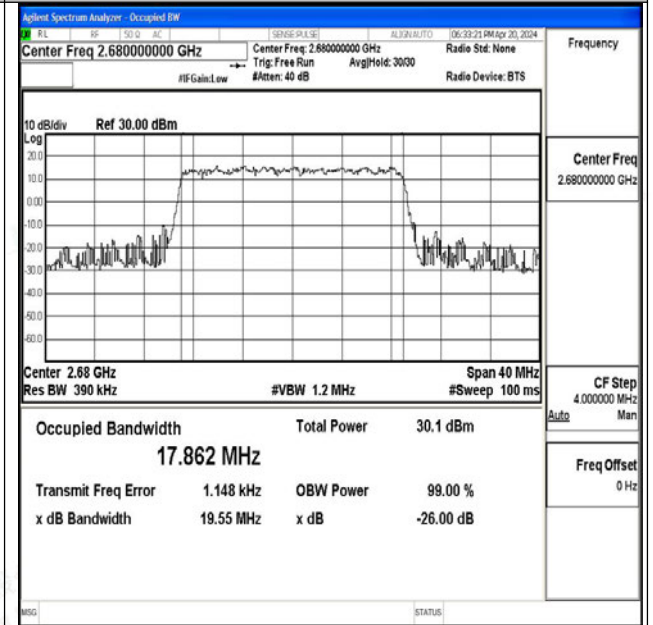 Agilent Spectrum Analyzer - Occupied BW
RL RF 50 Ω AC SENSE:PULSE ALIGN AUTO 06:33:21 PM Apr 20, 2024
Center Freq 2.680000000 GHz
Center Freq: 2.680000000 GHz
Radio Std: None
Trig: Free Run Avg|Hold: 30/30
#IFGain:Low #Atten: 40 dB Radio Device: BTS
Frequency
10 dB/div Ref 30.00 dBm
Log
20.0
10.0
0.00
-10.0
-20.0
-30.0
-40.0
-50.0
-60.0
Center Freq
2.680000000 GHz
Center 2.68 GHz Span 40 MHz
Res BW 390 kHz #VBW 1.2 MHz #Sweep 100 ms
CF Step
4.000000 MHz
Auto Man
Occupied Bandwidth Total Power 30.1 dBm
17.862 MHz
Transmit Freq Error 1.148 kHz OBW Power 99.00 %
x dB Bandwidth 19.55 MHz x dB -26.00 dB
Freq Offset
0 Hz
MSG STATUS